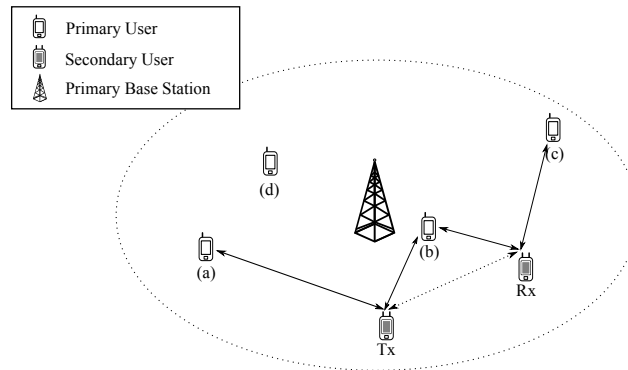 Primary User
Secondary User
Primary Base Station
(c)
(d)
(b)
(a)
Rx
Tx